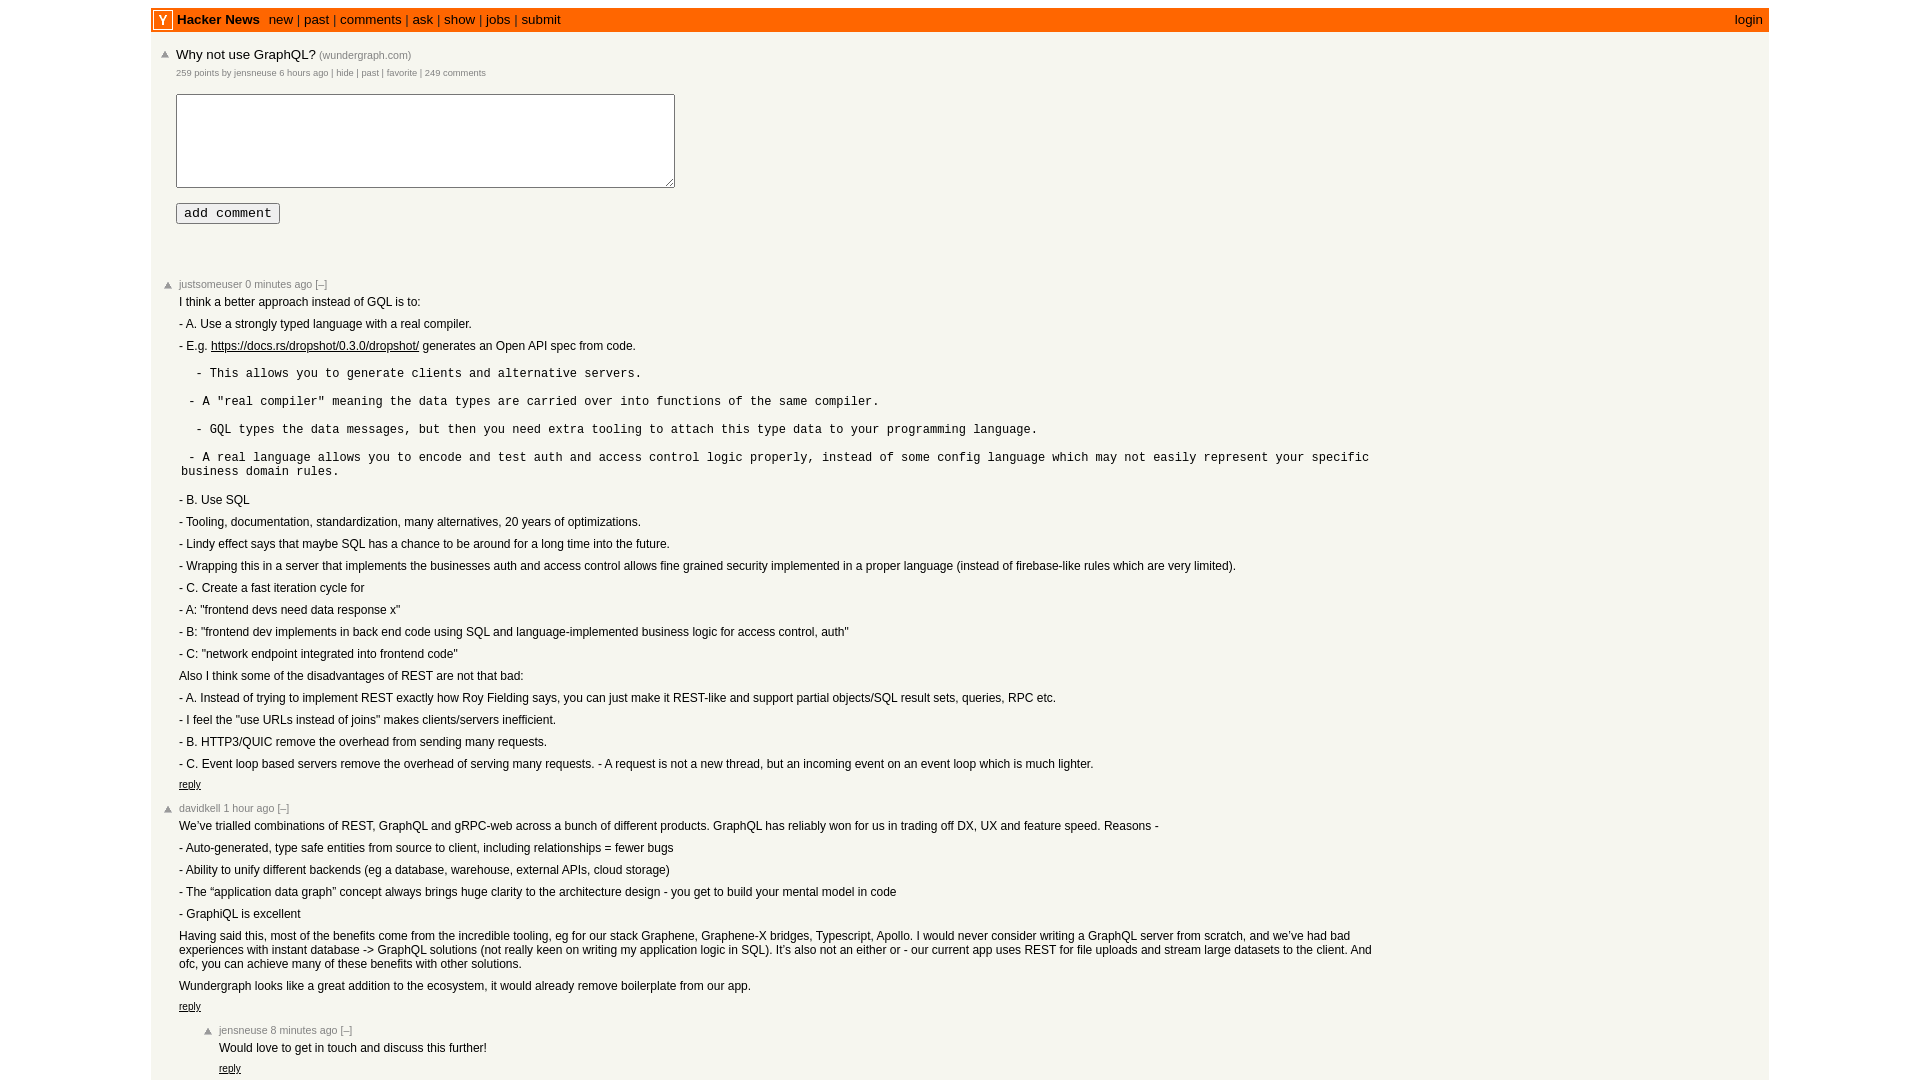 Y Hacker News new | past | comments | ask | show | jobs | submit login
Why not use GraphQL? (wundergraph.com)
259 points by jensneuse 6 hours ago | hide | past | favorite | 249 comments
add comment
justsomeuser 0 minutes ago [–]
I think a better approach instead of GQL is to:
- A. Use a strongly typed language with a real compiler.
- E.g. https://docs.rs/dropshot/0.3.0/dropshot/ generates an Open API spec from code.
- This allows you to generate clients and alternative servers.
- A "real compiler" meaning the data types are carried over into functions of the same compiler.
- GQL types the data messages, but then you need extra tooling to attach this type data to your programming language.
- A real language allows you to encode and test auth and access control logic properly, instead of some config language which may not easily represent your specific
business domain rules.
- B. Use SQL
- Tooling, documentation, standardization, many alternatives, 20 years of optimizations.
- Lindy effect says that maybe SQL has a chance to be around for a long time into the future.
- Wrapping this in a server that implements the businesses auth and access control allows fine grained security implemented in a proper language (instead of firebase-like rules which are very limited).
- C. Create a fast iteration cycle for
- A: "frontend devs need data response x"
- B: "frontend dev implements in back end code using SQL and language-implemented business logic for access control, auth"
- C: "network endpoint integrated into frontend code"
Also I think some of the disadvantages of REST are not that bad:
- A. Instead of trying to implement REST exactly how Roy Fielding says, you can just make it REST-like and support partial objects/SQL result sets, queries, RPC etc.
- I feel the "use URLs instead of joins" makes clients/servers inefficient.
- B. HTTP3/QUIC remove the overhead from sending many requests.
- C. Event loop based servers remove the overhead of serving many requests. - A request is not a new thread, but an incoming event on an event loop which is much lighter.
reply
davidkell 1 hour ago [–]
We’ve trialled combinations of REST, GraphQL and gRPC-web across a bunch of different products. GraphQL has reliably won for us in trading off DX, UX and feature speed. Reasons -
- Auto-generated, type safe entities from source to client, including relationships = fewer bugs
- Ability to unify different backends (eg a database, warehouse, external APIs, cloud storage)
- The “application data graph” concept always brings huge clarity to the architecture design - you get to build your mental model in code
- GraphiQL is excellent
Having said this, most of the benefits come from the incredible tooling, eg for our stack Graphene, Graphene-X bridges, Typescript, Apollo. I would never consider writing a GraphQL server from scratch, and we’ve had bad
experiences with instant database -> GraphQL solutions (not really keen on writing my application logic in SQL). It’s also not an either or - our current app uses REST for file uploads and stream large datasets to the client. And
ofc, you can achieve many of these benefits with other solutions.
Wundergraph looks like a great addition to the ecosystem, it would already remove boilerplate from our app.
reply
jensneuse 8 minutes ago [–]
Would love to get in touch and discuss this further!
reply